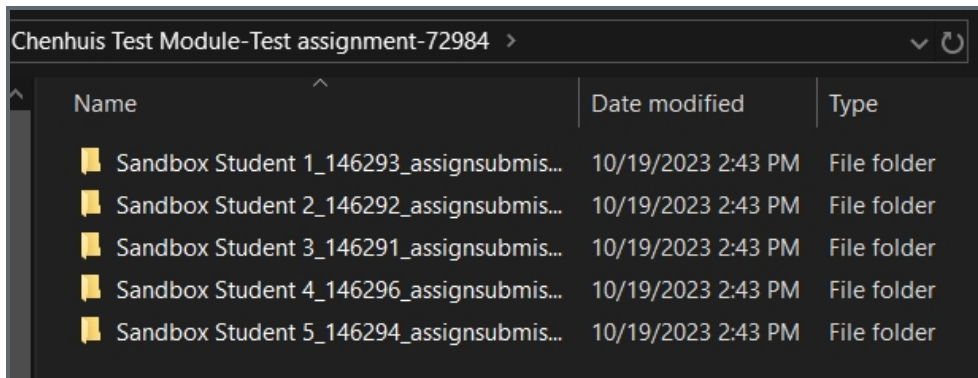 Chenhuis Test Module-Test assignment-72984 >
Name Date modified Type
Sandbox Student 1_146293_assignsubmis... 10/19/2023 2:43 PM File folder
Sandbox Student 2_146292_assignsubmis... 10/19/2023 2:43 PM File folder
Sandbox Student 3_146291_assignsubmis... 10/19/2023 2:43 PM File folder
Sandbox Student 4_146296_assignsubmis... 10/19/2023 2:43 PM File folder
Sandbox Student 5_146294_assignsubmis... 10/19/2023 2:43 PM File folder